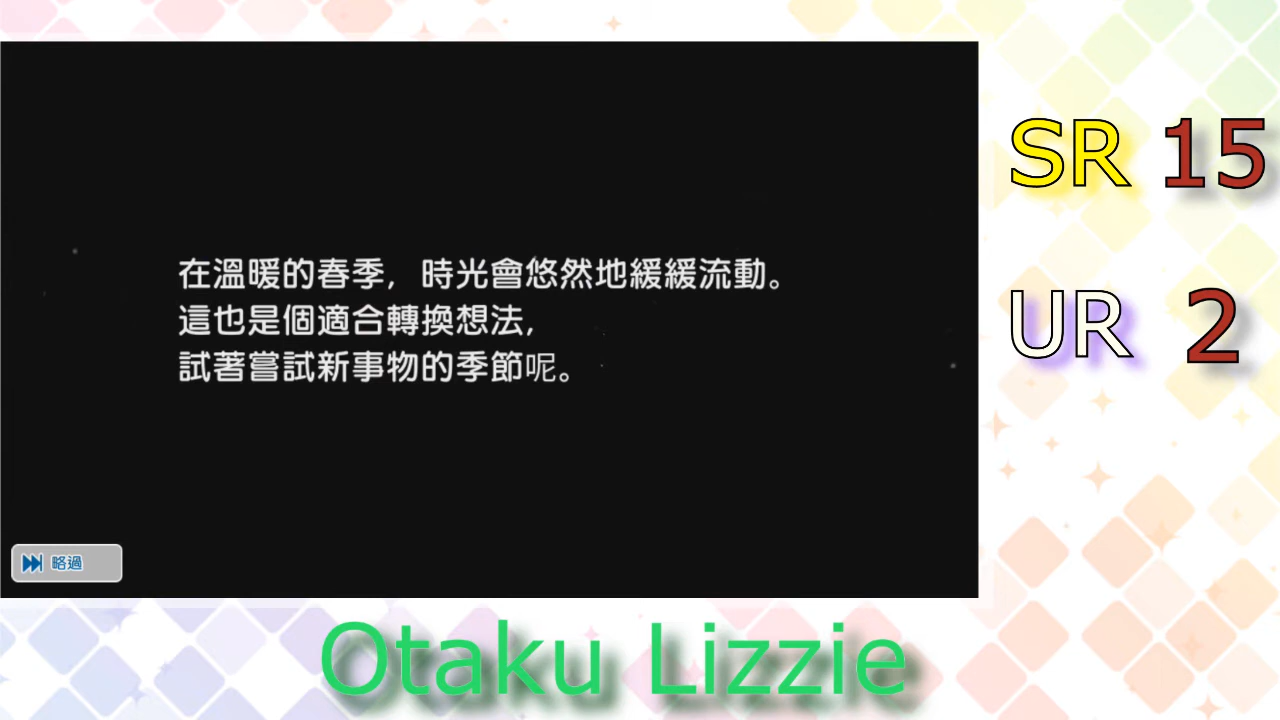 在溫暖的春季，時光會悠然地緩緩流動。
這也是個適合轉換想法，
試著嘗試新事物的季節呢。
略過
SR 15
UR 2
Otaku Lizzie